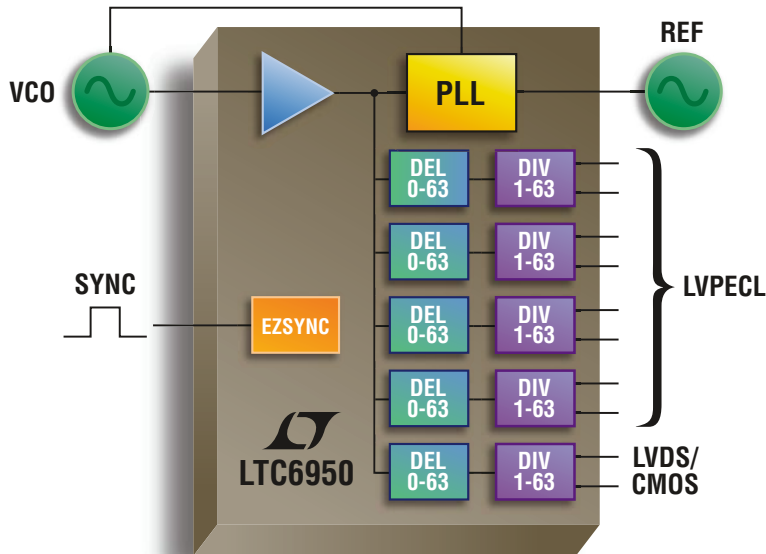 REF
VCO
PLL
DEL
0-63
DIV
1-63
DEL
0-63
DIV
1-63
SYNC
LVPECL
EZSYNC
DEL
0-63
DIV
1-63
DEL
0-63
DIV
1-63
LTC6950
DEL
0-63
DIV
1-63
LVDS/
CMOS